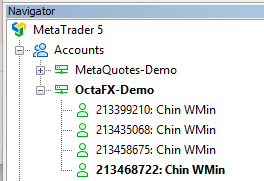 Navigator
MetaTrader 5
Accounts
MetaQuotes-Demo
OctaFX-Demo
213399210: Chin WMin
213435068: Chin WMin
213458675: Chin WMin
213468722: Chin WMin